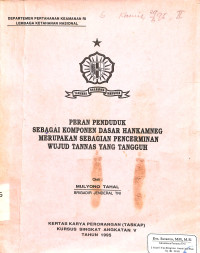 DEPARTEMEN PERTAHANAN KEAMANAN RI
LEMBAGA KETAHANAN NASIONAL
PERAN PENDUDUK
SEBAGAI KOMPONEN DASAR HANKAMNEG
MERUPAKAN SEBAGIAN PENCERMINAN
WUJUD TANNAS YANG TANGGUH
Oleh :
MULYONO TAHAL
BRIGADIR JENDERAL TNI
KERTAS KARYA PERORANGAN (TASKAP)
KURSUS SINGKAT ANGKATAN V
TAHUN 1995